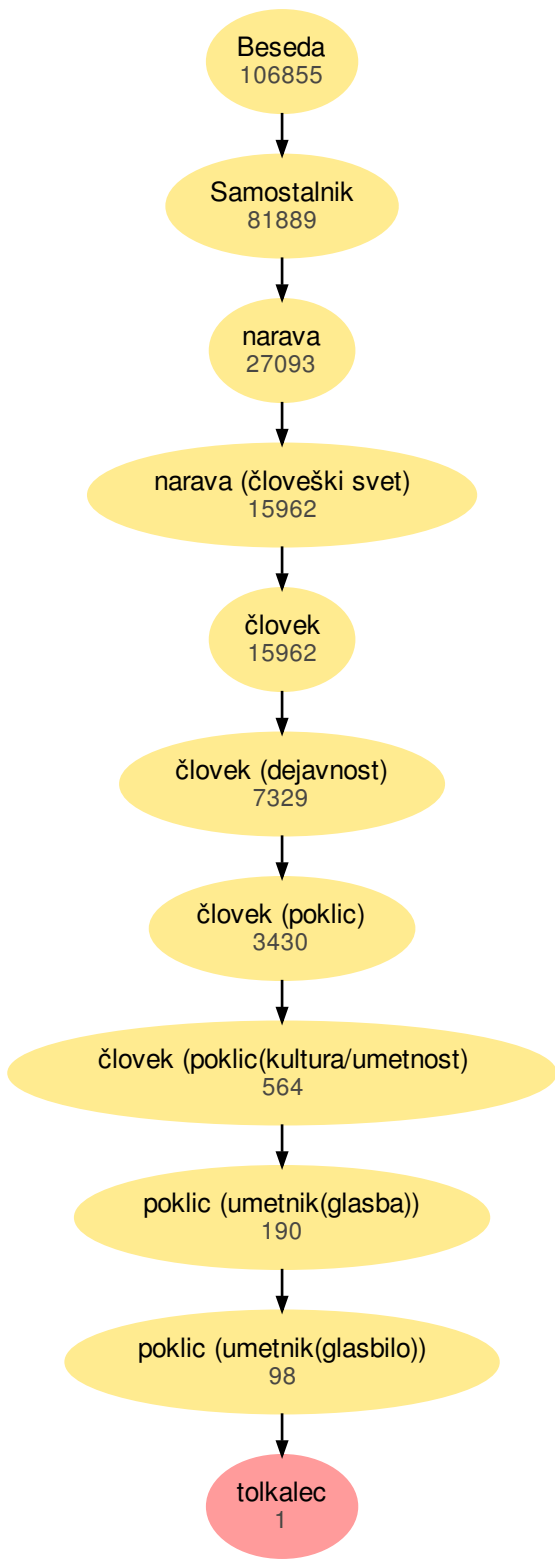 Beseda
106855
Samostalnik
81889
narava
27093
narava (človeški svet)
15962
človek
15962
človek (dejavnost)
7329
človek (poklic)
3430
človek (poklic(kultura/umetnost)
564
poklic (umetnik(glasba))
190
poklic (umetnik(glasbilo))
98
tolkalec
1